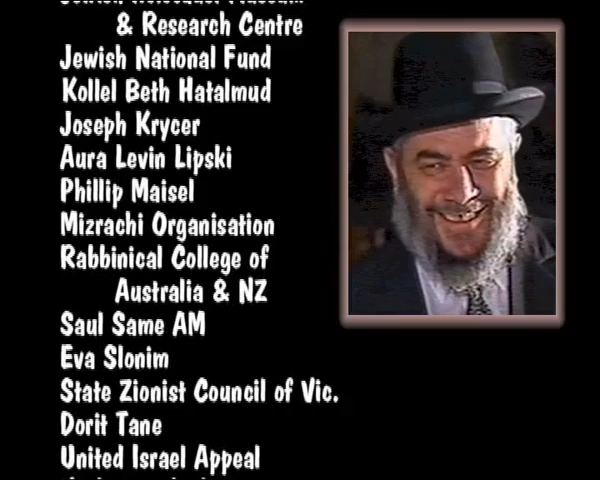 & Research Centre
Jewish National Fund
Kollel Beth Hatalmud
Joseph Krycer
Aura Levin Lipski
Phillip Maisel
Mizrachi Organisation
Rabbinical College of
Australia & NZ
Saul Same AM
Eva Slonim
State Zionist Council of Vic.
Dorit Tane
United Israel Appeal